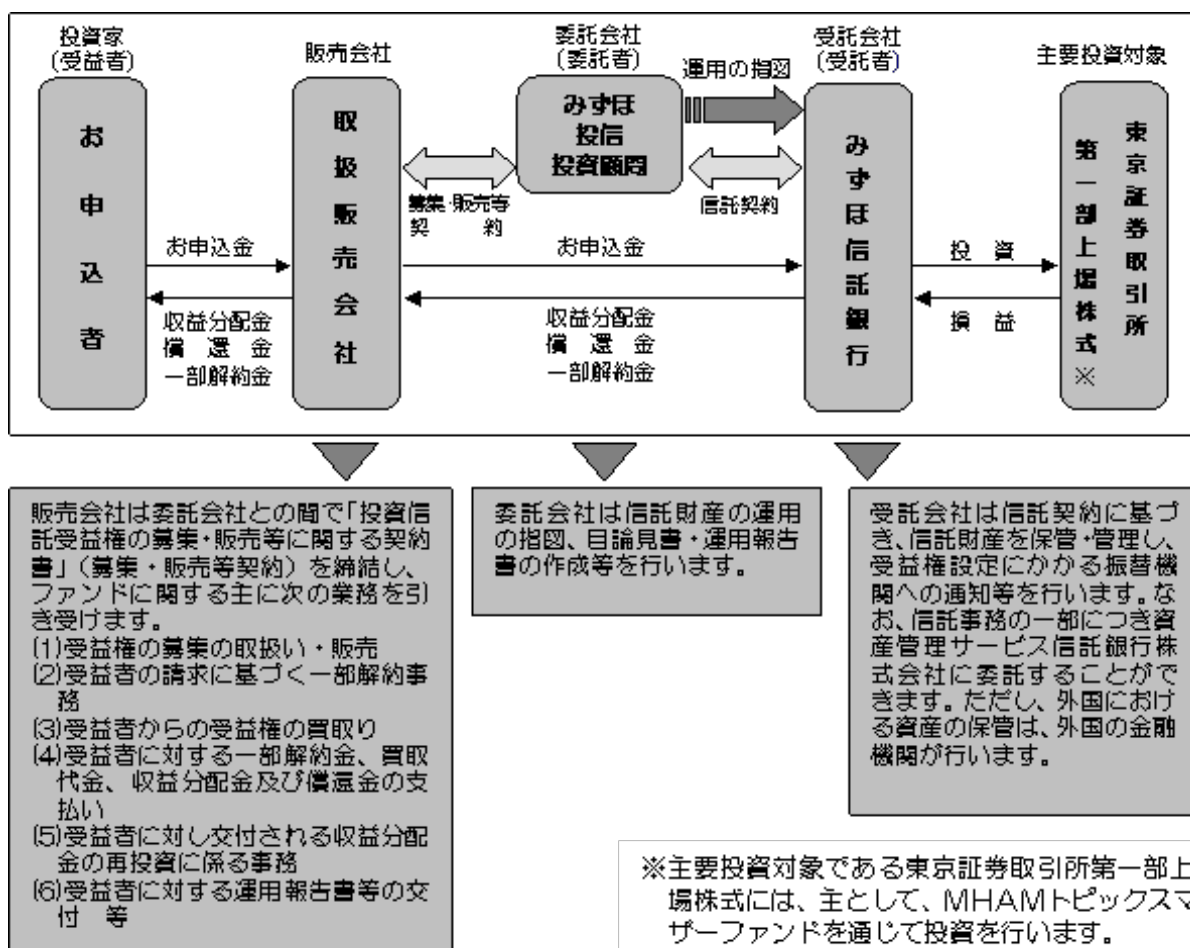 投資家
(受益者)
販売会社
委託会社
(委託者)
受託会社
(受託者)
主要投資対象
運用の指図
お申込者
取扱販売会社
みずほ
投信
投資顧問
みずほ信託銀行
東京証券取引所
第一部上場株式※
募集・販売等
契　約
信託契約
お申込金
お申込金
投　資
収益分配金
償　還　金
一部解約金
収益分配金
償　還　金
一部解約金
損　益
販売会社は委託会社との間で「投資信
託受益権の募集・販売等に関する契約
書」（募集・販売等契約）を締結し、
ファンドに関する主に次の業務を引
き受けます。
(1)受益権の募集の取扱い・販売
(2)受益者の請求に基づく一部解約事
務
(3)受益者からの受益権の買取り
(4)受益者に対する一部解約金、買取
代金、収益分配金及び償還金の支
払い
(5)受益者に対し交付される収益分配
金の再投資に係る事務
(6)受益者に対する運用報告書等の交
付　等
委託会社は信託財産の運用
の指図、目論見書・運用報告
書の作成等を行います。
受託会社は信託契約に基づ
き、信託財産を保管・管理し、
受益権設定にかかる振替機
関への通知等を行います。な
お、信託事務の一部につき資
産管理サービス信託銀行株
式会社に委託することがで
きます。ただし、外国におけ
る資産の保管は、外国の金融
機関が行います。
※主要投資対象である東京証券取引所第一部上
場株式には、主として、MHAMトピックスマ
ザーファンドを通じて投資を行います。